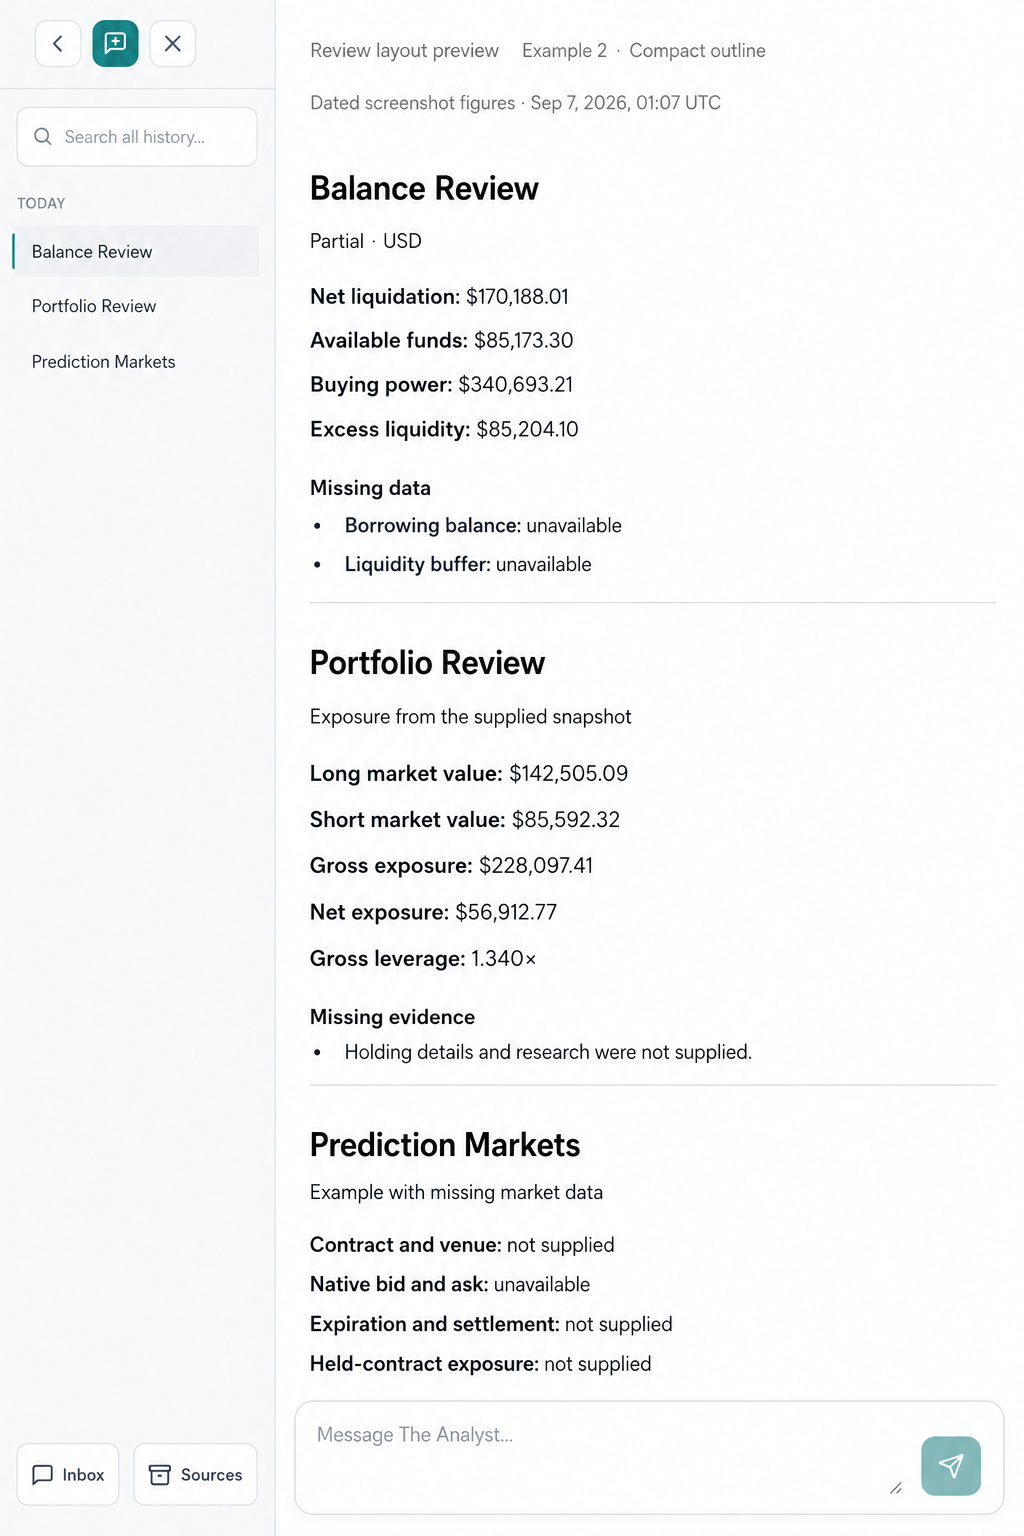 Search all history...
TODAY
Balance Review
Portfolio Review
Prediction Markets
Inbox
Sources
Review layout preview Example 2 · Compact outline
Dated screenshot figures · Sep 7, 2026, 01:07 UTC
Balance Review
Partial · USD
Net liquidation: $170,188.01
Available funds: $85,173.30
Buying power: $340,693.21
Excess liquidity: $85,204.10
Missing data
• Borrowing balance: unavailable
• Liquidity buffer: unavailable
Portfolio Review
Exposure from the supplied snapshot
Long market value: $142,505.09
Short market value: $85,592.32
Gross exposure: $228,097.41
Net exposure: $56,912.77
Gross leverage: 1.340×
Missing evidence
• Holding details and research were not supplied.
Prediction Markets
Example with missing market data
Contract and venue: not supplied
Native bid and ask: unavailable
Expiration and settlement: not supplied
Held-contract exposure: not supplied
Message The Analyst...